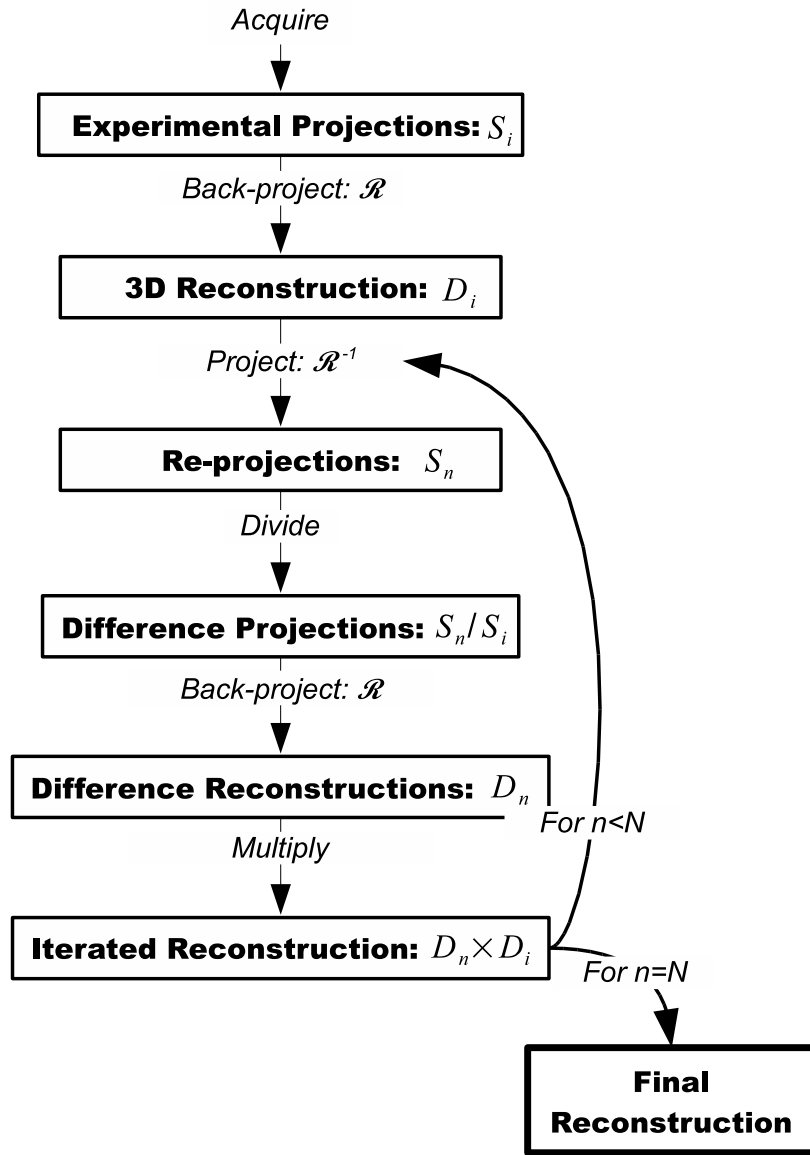 Acquire
Experimental Projections: Sᵢ
Back-project: ℛ
3D Reconstruction: Dᵢ
Project: ℛ⁻¹
Re-projections: Sₙ
Divide
Difference Projections: Sₙ/Sᵢ
Back-project: ℛ
Difference Reconstructions: Dₙ
For n<N
Multiply
Iterated Reconstruction: Dₙ×Dᵢ
For n=N
Final
Reconstruction